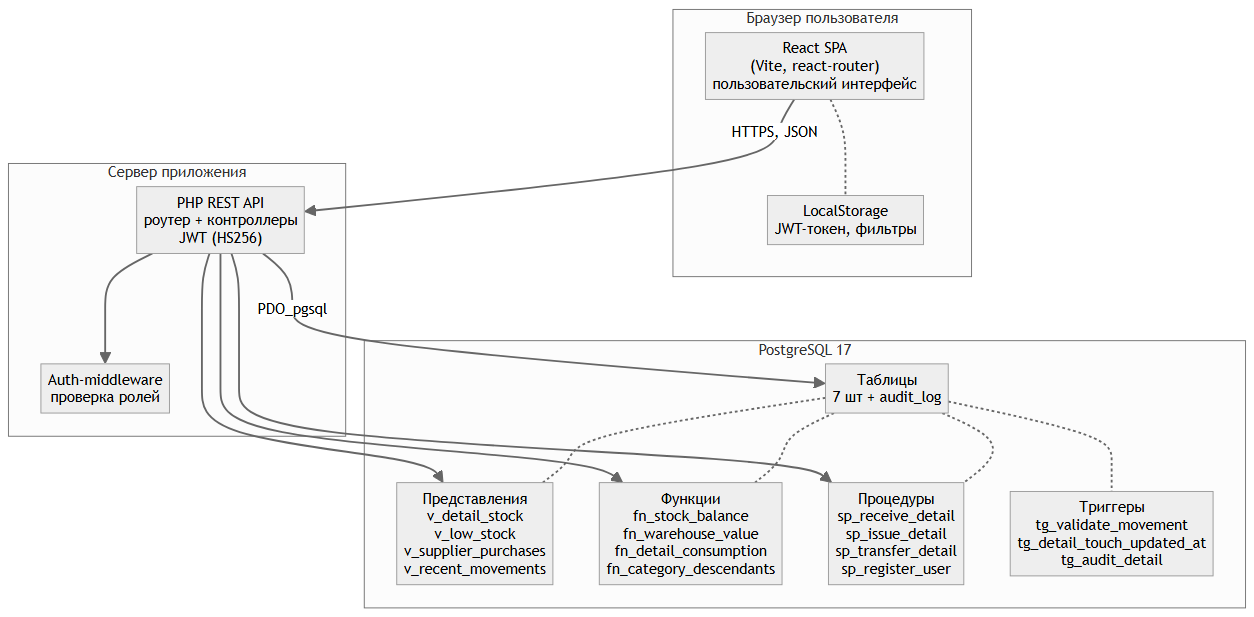 Браузер пользователя
React SPA
(Vite, react-router)
пользовательский интерфейс
HTTPS, JSON
LocalStorage
JWT-токен, фильтры
Сервер приложения
PHP REST API
роутер + контроллеры
JWT (HS256)
PDO_pgsql
Auth-middleware
проверка ролей
PostgreSQL 17
Таблицы
7 шт + audit_log
Представления
v_detail_stock
v_low_stock
v_supplier_purchases
v_recent_movements
Функции
fn_stock_balance
fn_warehouse_value
fn_detail_consumption
fn_category_descendants
Процедуры
sp_receive_detail
sp_issue_detail
sp_transfer_detail
sp_register_user
Триггеры
tg_validate_movement
tg_detail_touch_updated_at
tg_audit_detail